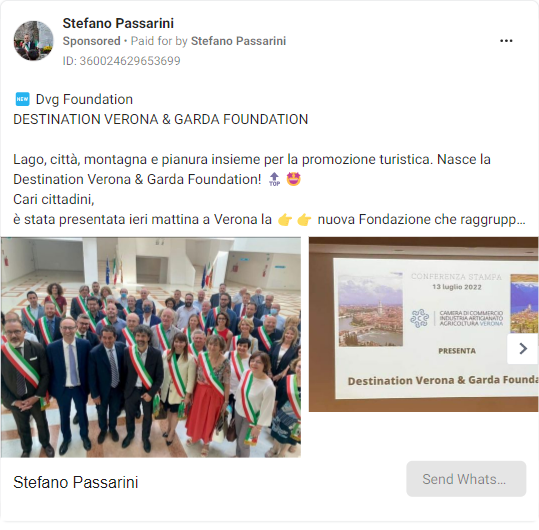 Stefano Passarini
Sponsored • Paid for by Stefano Passarini
ID: 360024629653699
NEW Dvg Foundation
DESTINATION VERONA & GARDA FOUNDATION
Lago, città, montagna e pianura insieme per la promozione turistica. Nasce la
Destination Verona & Garda Foundation! 🔝 🤩
Cari cittadini,
è stata presentata ieri mattina a Verona la 👉 👉 nuova Fondazione che raggrupp...
CONFERENZA STAMPA
13 luglio 2022
CAMERA DI COMMERCIO
INDUSTRIA ARTIGIANATO
AGRICOLTURA VERONA
PRESENTA
Destination Verona & Garda Founda
Stefano Passarini
Send Whats...